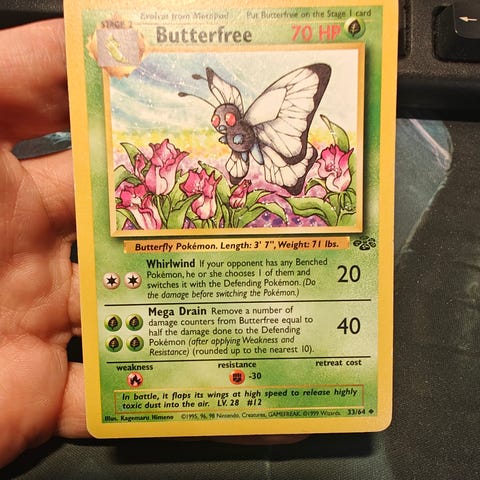 Evolves from Metapod Put Butterfree on the Stage 1 card
STAGE 2
Butterfree 70 HP
Butterfly Pokémon. Length: 3' 7", Weight: 71 lbs.
Whirlwind If your opponent has any Benched
Pokémon, he or she chooses 1 of them and
switches it with the Defending Pokémon. (Do
the damage before switching the Pokémon.)
20
Mega Drain Remove a number of
damage counters from Butterfree equal to
half the damage done to the Defending
Pokémon (after applying Weakness and
Resistance) (rounded up to the nearest 10).
40
weakness resistance retreat cost
-30
In battle, it flaps its wings at high speed to release highly
toxic dust into the air. LV. 28 #12
Illus. Kagemaru Himeno ©1995, 96, 98 Nintendo, Creatures, GAMEFREAK. ©1999 Wizards. 33/64